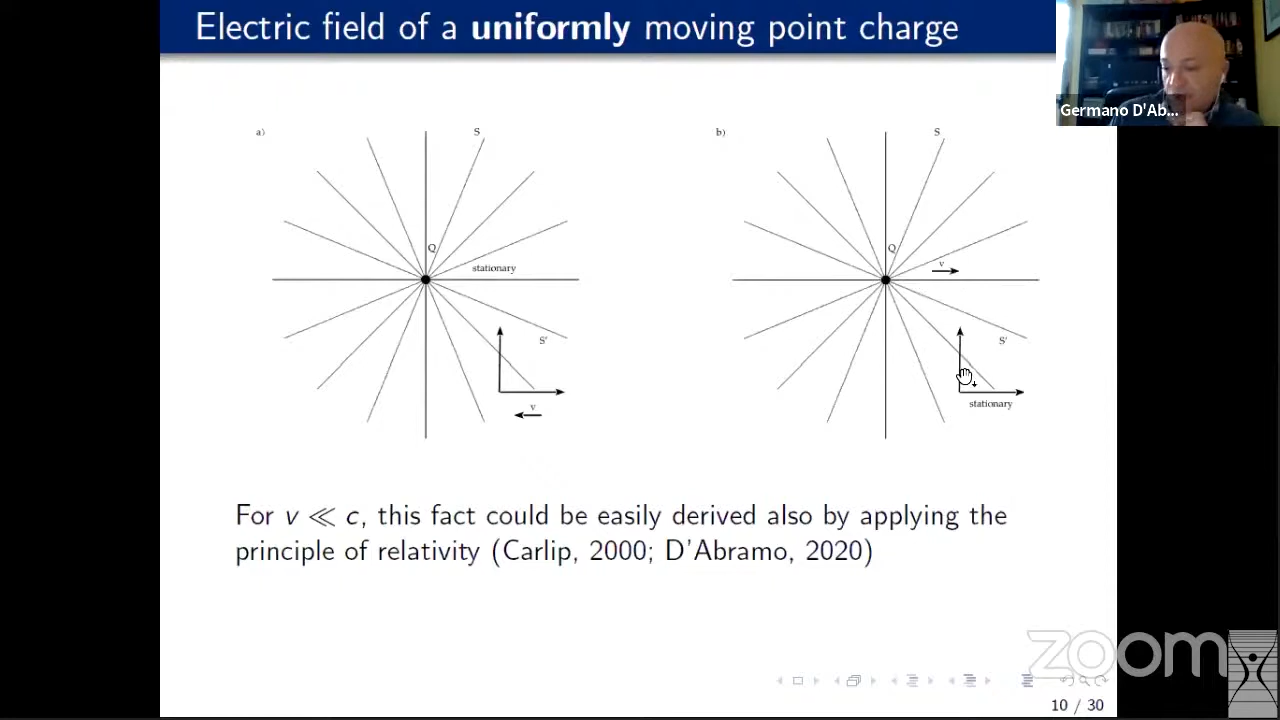 Electric field of a uniformly moving point charge
Germano D'Ab...
a)
S
Q
stationary
S'
v
b)
S
Q
v
S'
stationary
For v ≪ c, this fact could be easily derived also by applying the
principle of relativity (Carlip, 2000; D'Abramo, 2020)
zoom
10 / 30